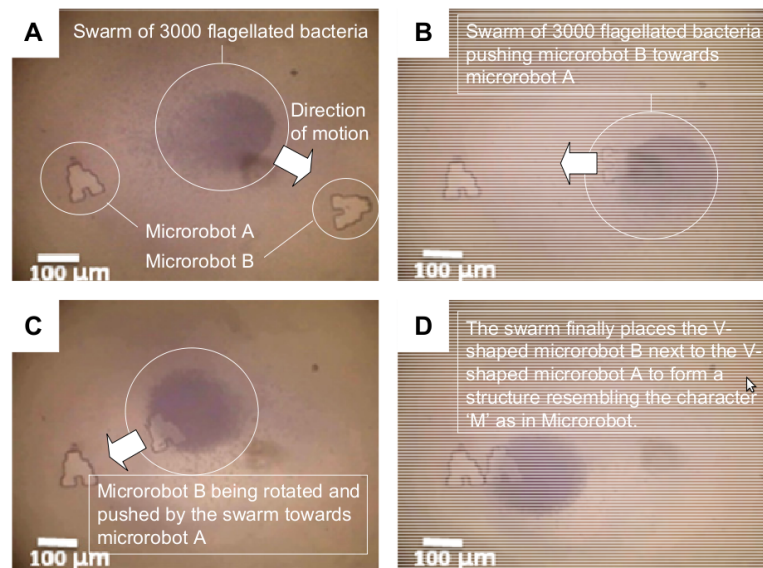 A
Swarm of 3000 flagellated bacteria
Direction
of motion
Microrobot A
Microrobot B
100 µm
B
Swarm of 3000 flagellated bacteria
pushing microrobot B towards
microrobot A
100 µm
C
Microrobot B being rotated and
pushed by the swarm towards
microrobot A
100 µm
D
The swarm finally places the V-
shaped microrobot B next to the V-
shaped microrobot A to form a
structure resembling the character
‘M’ as in Microrobot.
100 µm